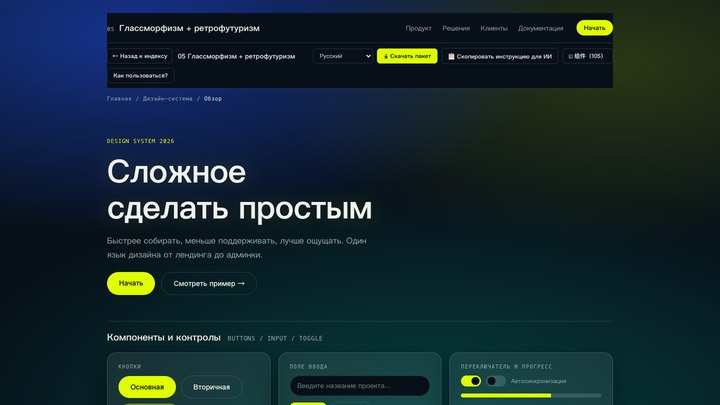 05 Глассморфизм + ретрофутуризм
Продукт Решения Клиенты Документация Начать
← Назад к индексу 05 Глассморфизм + ретрофутуризм Русский Скачать пакет Скопировать инструкцию для ИИ 组件 (105)
Как пользоваться?
Главная / Дизайн-система / Обзор
DESIGN SYSTEM 2026
Сложное
сделать простым
Быстрее собирать, меньше поддерживать, лучше ощущать. Один
язык дизайна от лендинга до админки.
Начать Смотреть пример →
Компоненты и контролы BUTTONS / INPUT / TOGGLE
КНОПКИ ПОЛЕ ВВОДА ПЕРЕКЛЮЧАТЕЛЬ И ПРОГРЕСС
Основная Вторичная Введите название проекта... Автосинхронизация